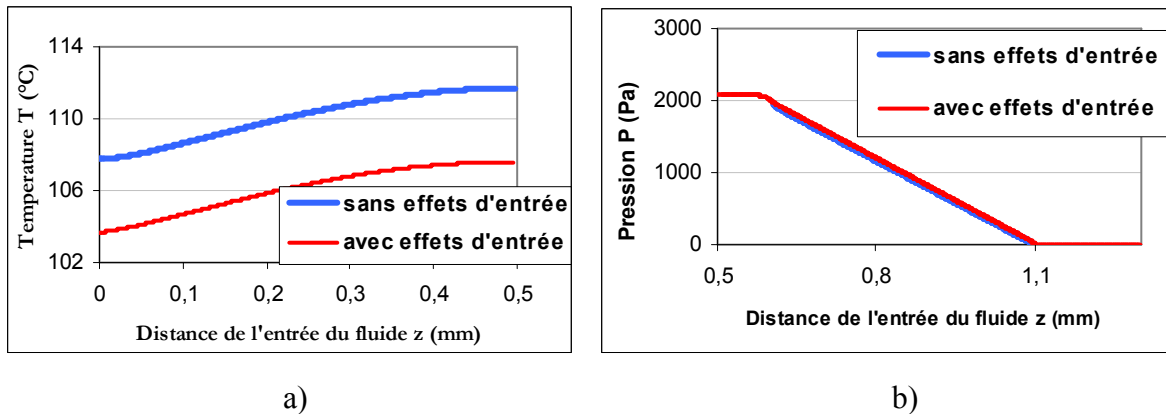 114
110
106
102
Temperature T (°C)
sans effets d'entrée
avec effets d'entrée
0 0,1 0,2 0,3 0,4 0,5
Distance de l'entrée du fluide z (mm)
a)
3000
2000
1000
0
Pression P (Pa)
sans effets d'entrée
avec effets d'entrée
0,5 0,8 1,1
Distance de l'entrée du fluide z (mm)
b)